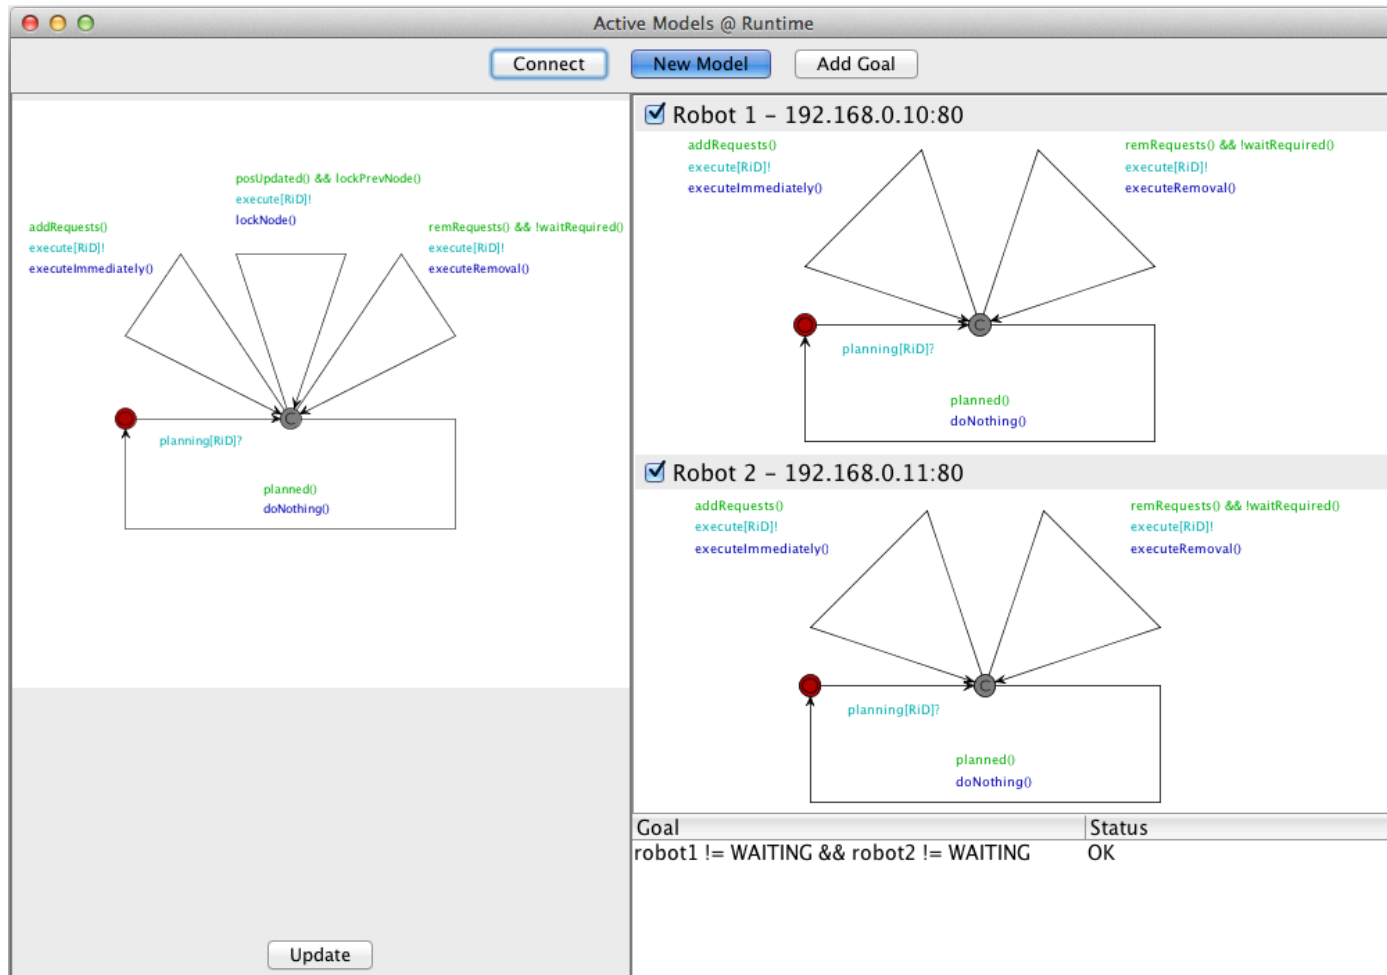 Active Models @ Runtime
Connect
New Model
Add Goal
posUpdated() && lockPrevNode()
execute[RiD]!
lockNode()
addRequests()
execute[RiD]!
executeImmediately()
remRequests() && !waitRequired()
execute[RiD]!
executeRemoval()
C
planning[RiD]?
planned()
doNothing()
Update
Robot 1 – 192.168.0.10:80
addRequests()
execute[RiD]!
executeImmediately()
remRequests() && !waitRequired()
execute[RiD]!
executeRemoval()
C
planning[RiD]?
planned()
doNothing()
Robot 2 – 192.168.0.11:80
addRequests()
execute[RiD]!
executeImmediately()
remRequests() && !waitRequired()
execute[RiD]!
executeRemoval()
C
planning[RiD]?
planned()
doNothing()
Goal Status
robot1 != WAITING && robot2 != WAITING OK